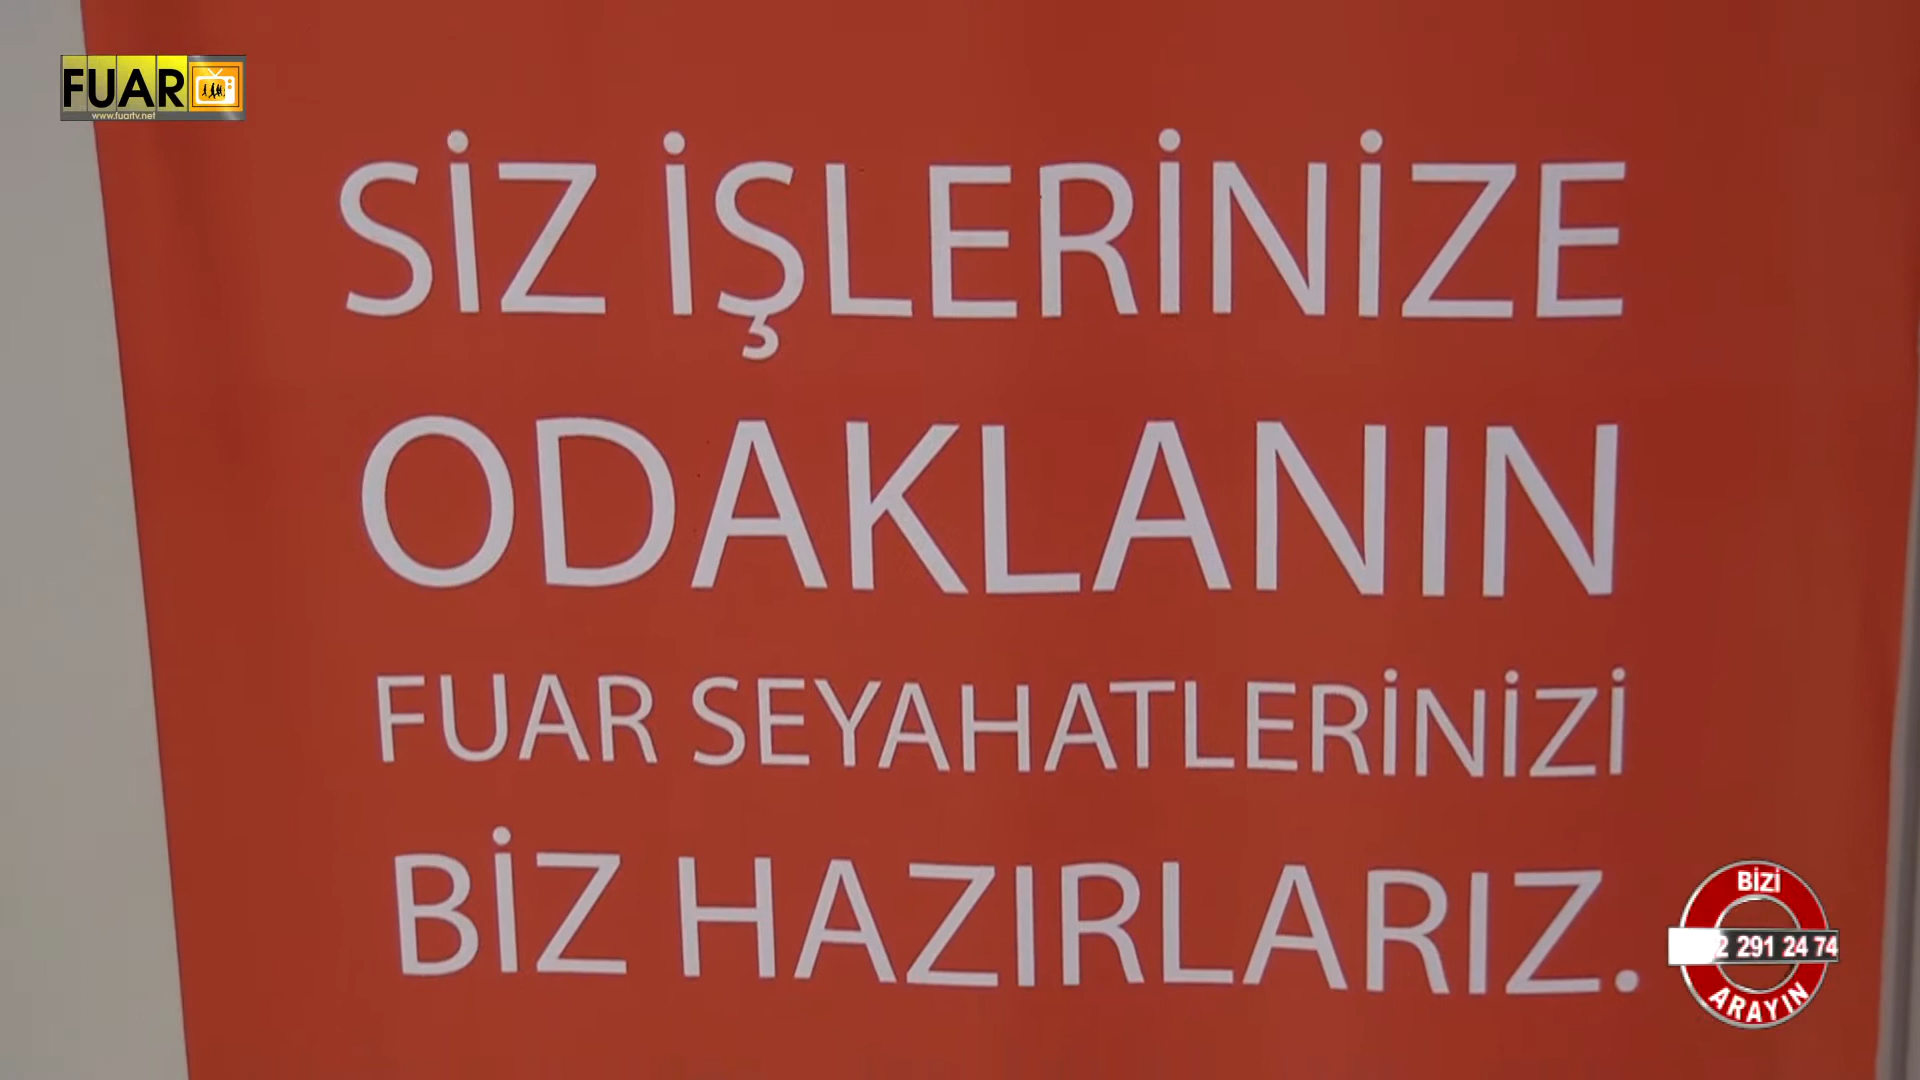 FUAR
www.fuartv.net
SİZ İŞLERİNİZE
ODAKLANIN
FUAR SEYAHATLERİNİZİ
BİZ HAZIRLARIZ.
BİZİ
2 291 24 74
ARAYIN